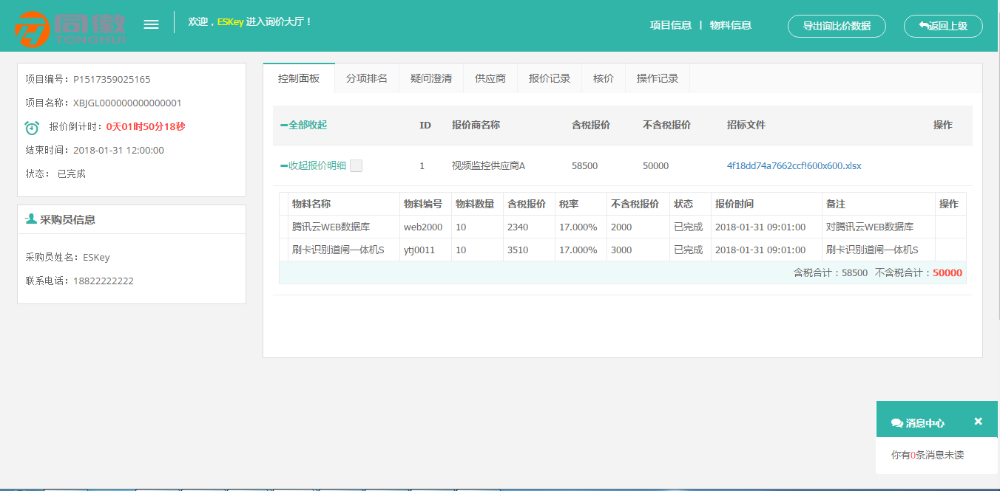 同徽
TONGHUI
欢迎，ESKey 进入询价大厅！
项目信息 | 物料信息
导出询比价数据
返回上级
项目编号：P1517359025165
项目名称：XBJGL000000000000001
报价倒计时：0天01时50分18秒
结束时间：2018-01-31 12:00:00
状态： 已完成
采购员信息
采购员姓名：ESKey
联系电话：18822222222
控制面板 分项排名 疑问澄清 供应商 报价记录 核价 操作记录
全部收起 ID 报价商名称 含税报价 不含税报价 招标文件 操作
收起报价明细 1 视频监控供应商A 58500 50000 4f18dd74a7662ccf!600x600.xlsx
物料名称 物料编号 物料数量 含税报价 税率 不含税报价 状态 报价时间 备注 操作
腾讯云WEB数据库 web2000 10 2340 17.000% 2000 已完成 2018-01-31 09:01:00 对腾讯云WEB数据库
刷卡识别道闸一体机S ytj0011 10 3510 17.000% 3000 已完成 2018-01-31 09:01:00 刷卡识别道闸一体机S
含税合计：58500 不含税合计：50000
消息中心 ×
你有0条消息未读